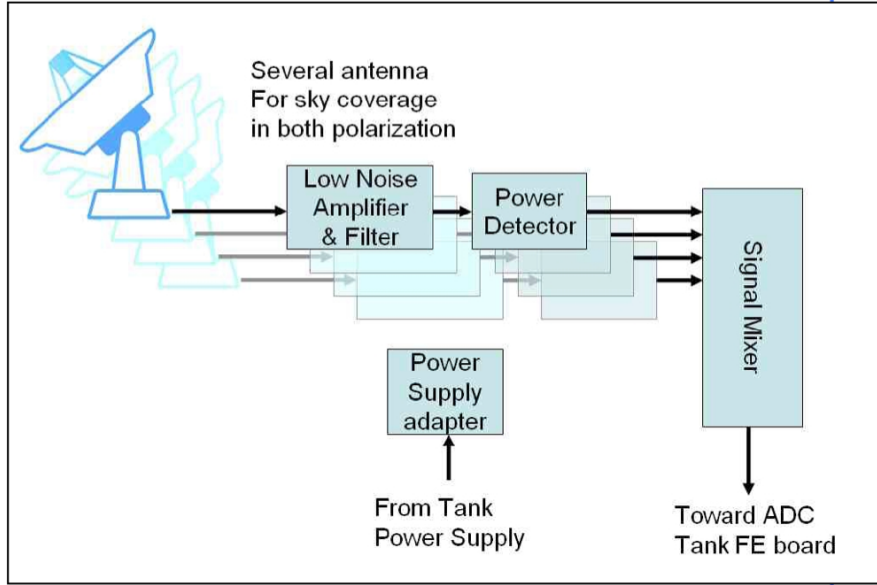 Several antenna
For sky coverage
in both polarization
Low Noise
Amplifier
& Filter
Power
Detector
Signal Mixer
Power
Supply
adapter
From Tank
Power Supply
Toward ADC
Tank FE board